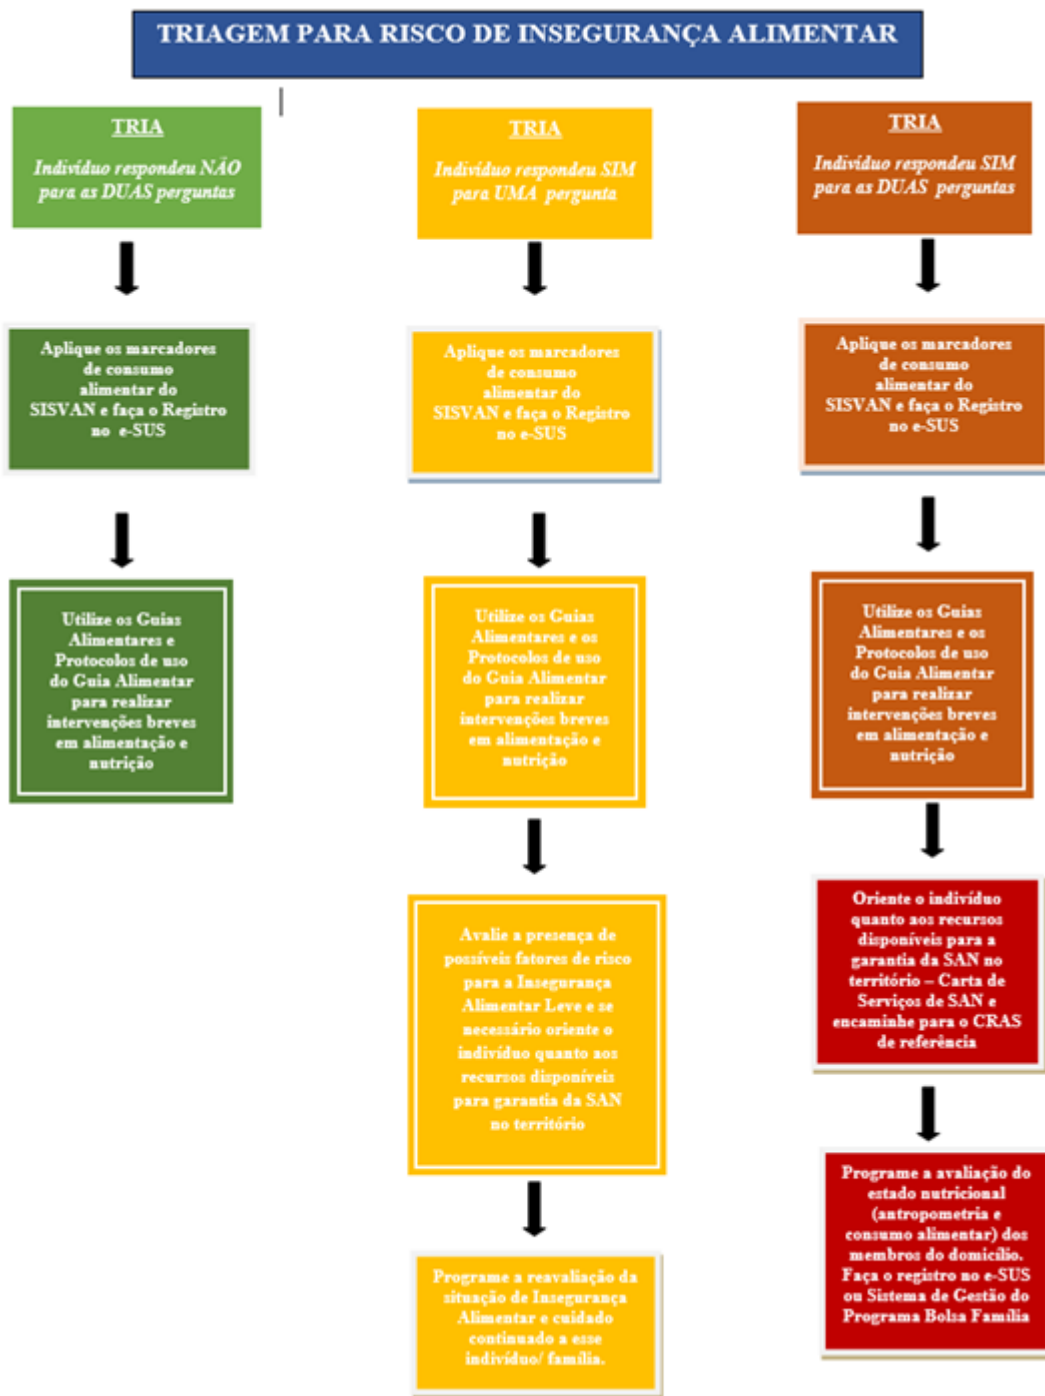 TRIAGEM PARA RISCO DE INSEGURANÇA ALIMENTAR
TRIA
Indivíduo respondeu NÃO
para as DUAS perguntas
Aplique os marcadores
de consumo
alimentar do
SISVAN e faça o Registro
no e-SUS
Utilize os Guias
Alimentares e
Protocolos de uso
do Guia Alimentar
para realizar
intervenções breves
em alimentação e
nutrição
TRIA
Indivíduo respondeu SIM
para UMA pergunta
Aplique os marcadores
de consumo
alimentar do
SISVAN e faça o Registro
no e-SUS
Utilize os Guias
Alimentares e os
Protocolos de uso
do Guia Alimentar
para realizar
intervenções breves
em alimentação e
nutrição
Avalie a presença de
possíveis fatores de risco
para a Insegurança
Alimentar Leve e se
necessário oriente o
indivíduo quanto aos
recursos disponíveis
para garantia da SAN
no território
Programe a reavaliação da
situação de Insegurança
Alimentar e cuidado
continuado a esse
indivíduo/ família.
TRIA
Indivíduo respondeu SIM
para as DUAS perguntas
Aplique os marcadores
de consumo
alimentar do
SISVAN e faça o Registro
no e-SUS
Utilize os Guias
Alimentares e os
Protocolos de uso
do Guia Alimentar
para realizar
intervenções breves
em alimentação e
nutrição
Oriente o indivíduo
quanto aos recursos
disponíveis para a
garantia da SAN no
território – Carta de
Serviços de SAN e
encaminhe para o CRAS
de referência
Programe a avaliação do
estado nutricional
(antropometria e
consumo alimentar) dos
membros do domicílio.
Faça o registro no e-SUS
ou Sistema de Gestão do
Programa Bolsa Família